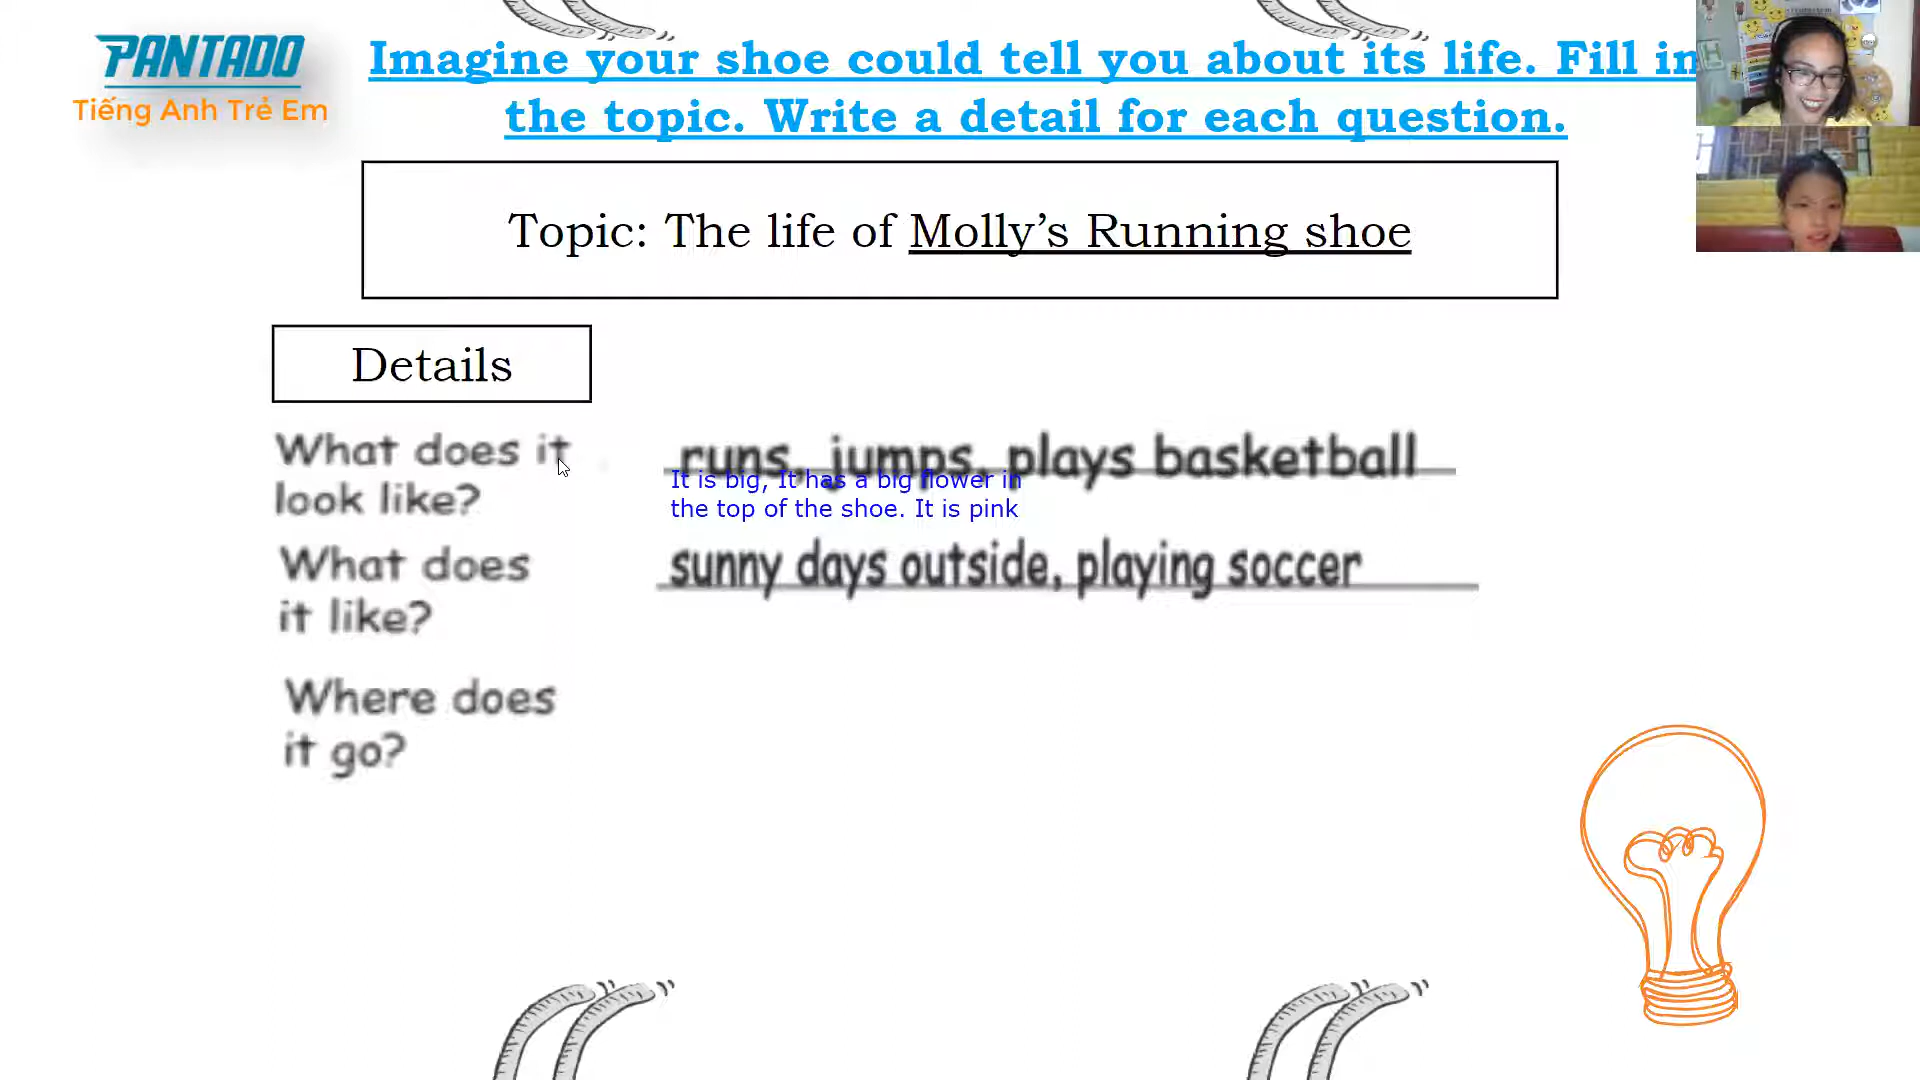 PANTADO
Tiếng Anh Trẻ Em
Imagine your shoe could tell you about its life. Fill in
the topic. Write a detail for each question.
Topic: The life of Molly’s Running shoe
Details
What does it
look like?
runs, jumps, plays basketball
It is big, It has a big flower in
the top of the shoe. It is pink
What does
it like?
sunny days outside, playing soccer
Where does
it go?